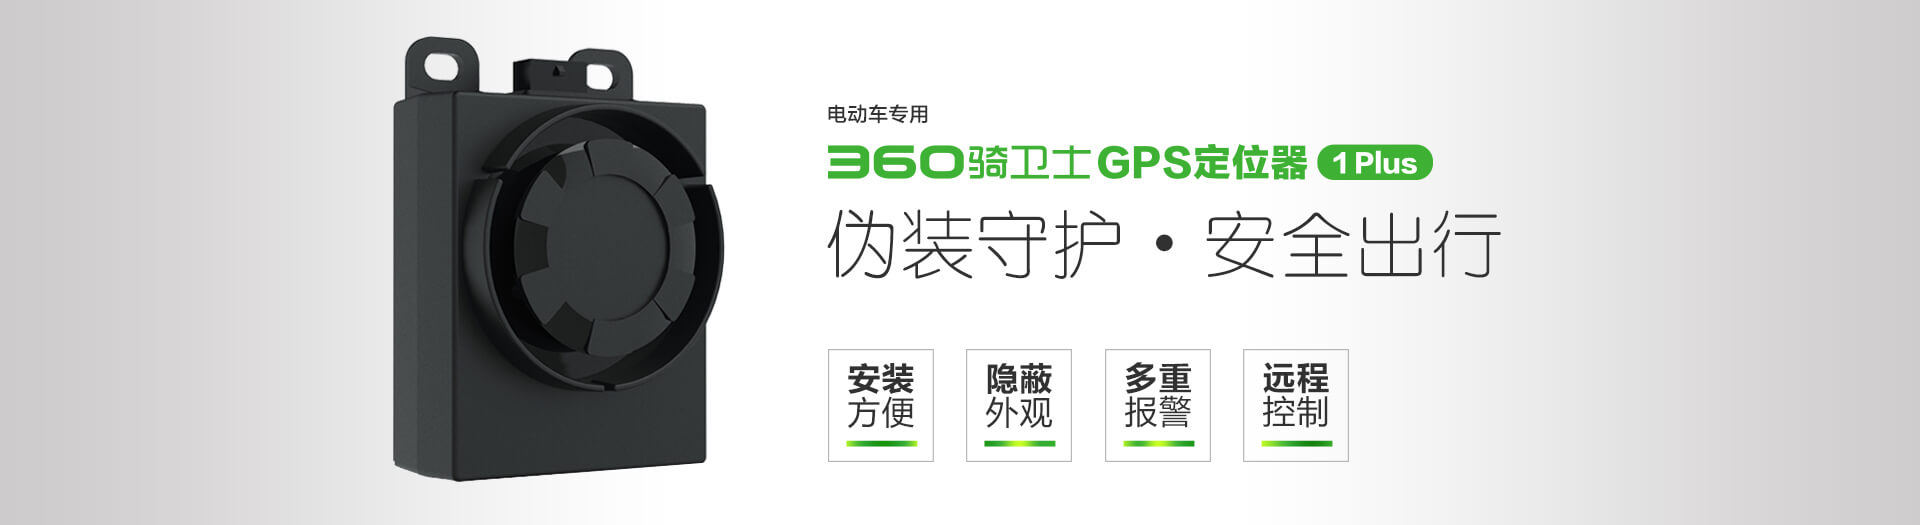 电动车专用
360骑卫士GPS定位器 1 Plus
伪装守护·安全出行
安装
方便
隐蔽
外观
多重
报警
远程
控制